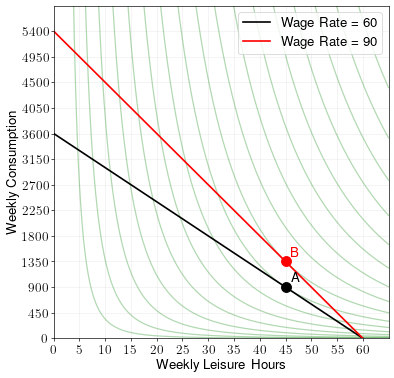 Wage Rate = 60
Wage Rate = 90
Weekly Consumption
5400
4950
4500
4050
3600
3150
2700
2250
1800
1350
900
450
0
B
A
0 5 10 15 20 25 30 35 40 45 50 55 60
Weekly Leisure Hours